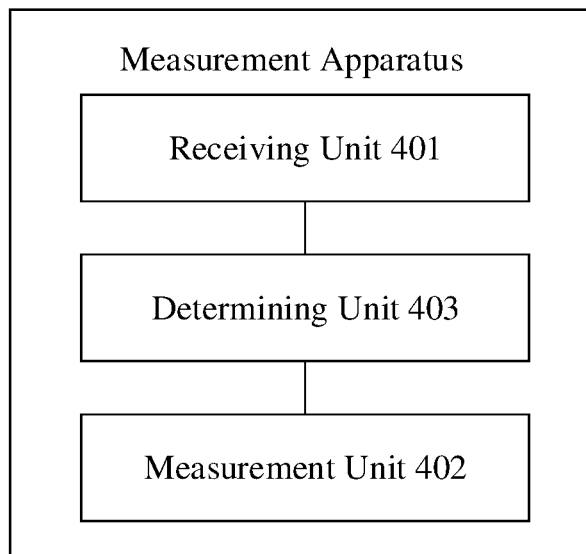 Measurement Apparatus
Receiving Unit 401
Determining Unit 403
Measurement Unit 402